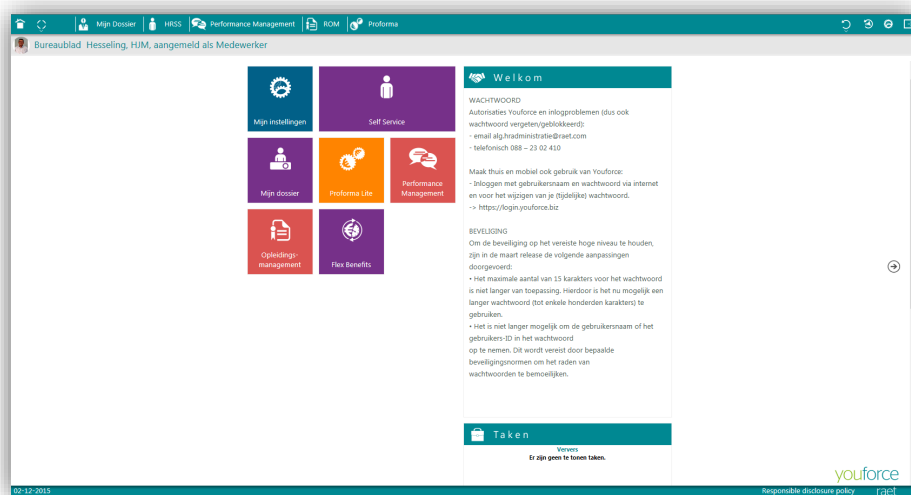 Mijn Dossier HRSS Performance Management ROM Proforma
Bureaublad Hesseling, HJM, aangemeld als Medewerker
Mijn instellingen
Self Service
Mijn dossier
Proforma Lite
Performance
Management
Opleidings-
management
Flex Benefits
Welkom
WACHTWOORD
Autorisaties Youforce en inlogproblemen (dus ook
wachtwoord vergeten/geblokkeerd):
- email alg.hradministratie@raet.com
- telefonisch 088 – 23 02 410
Maak thuis en mobiel ook gebruik van Youforce:
- Inloggen met gebruikersnaam en wachtwoord via internet
en voor het wijzigen van je (tijdelijke) wachtwoord.
-> https://login.youforce.biz
BEVELIGING
Om de beveiliging op het vereiste hoge niveau te houden,
zijn in de maart release de volgende aanpassingen
doorgevoerd:
• Het maximale aantal van 15 karakters voor het wachtwoord
is niet langer van toepassing. Hierdoor is het nu mogelijk een
langer wachtwoord (tot enkele honderden karakters) te
gebruiken.
• Het is niet langer mogelijk om de gebruikersnaam of het
gebruikers-ID in het wachtwoord
op te nemen. Dit wordt vereist door bepaalde
beveiligingsnormen om het raden van
wachtwoorden te bemoeilijken.
Taken
Ververs
Er zijn geen te tonen taken.
youforce
02-12-2015
Responsible disclosure policy raet